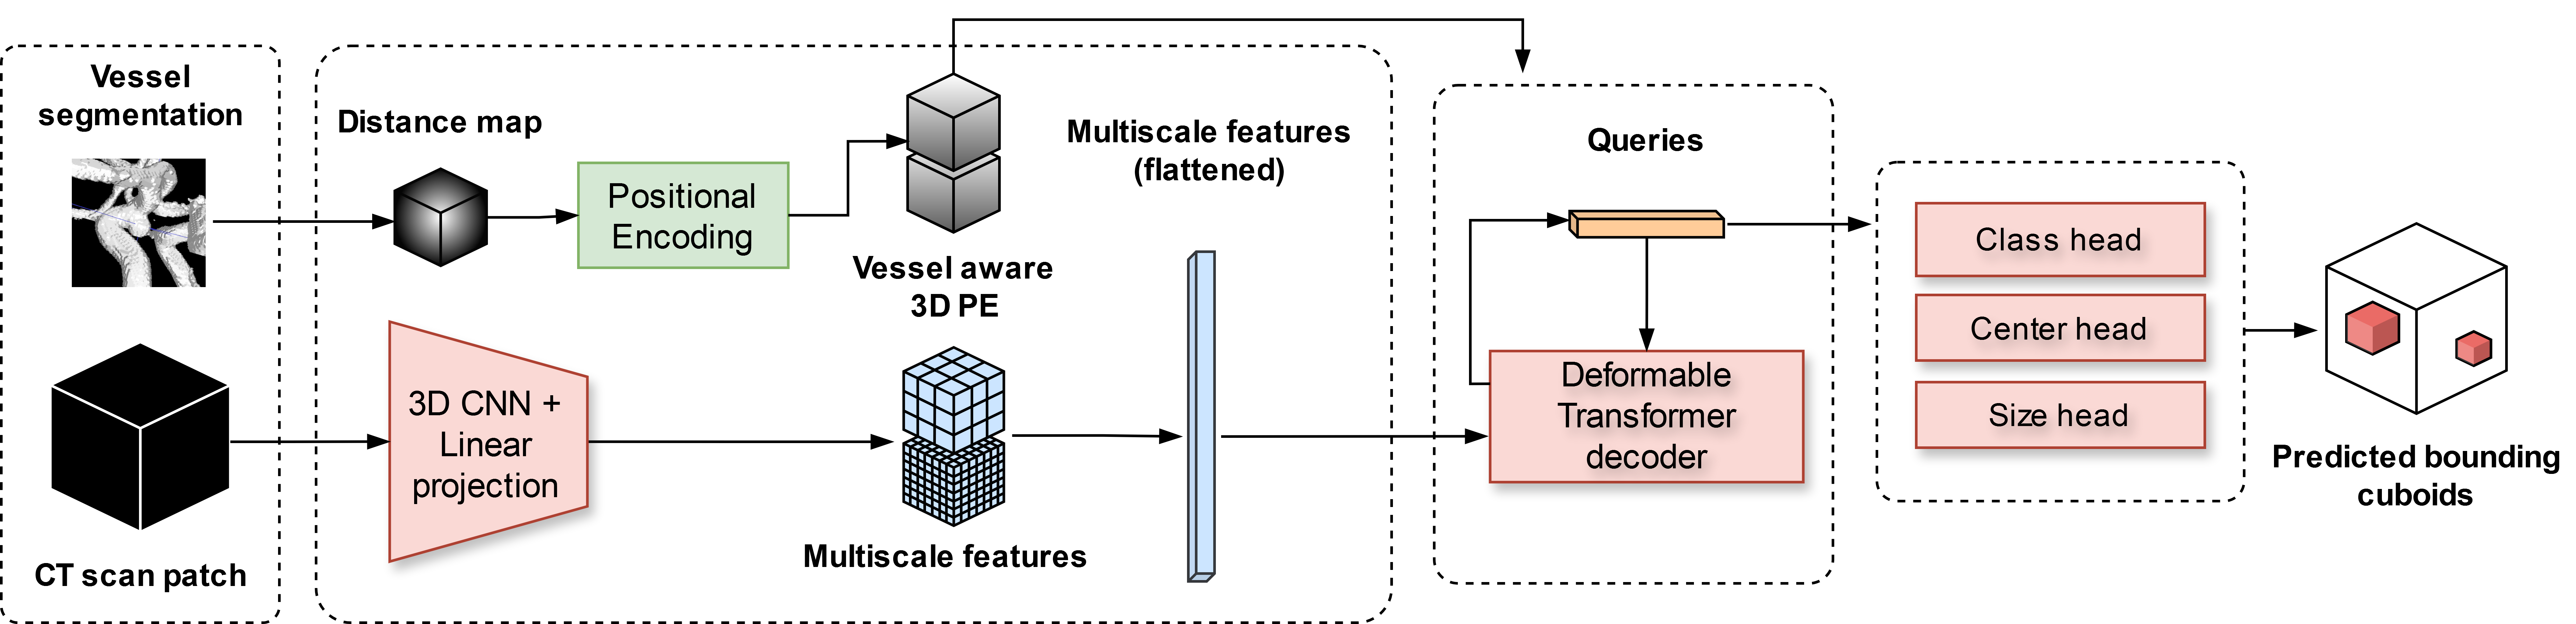 Vessel
segmentation
CT scan patch
Distance map
Positional
Encoding
Vessel aware
3D PE
3D CNN +
Linear
projection
Multiscale features
Multiscale features
(flattened)
Queries
Deformable
Transformer
decoder
Class head
Center head
Size head
Predicted bounding
cuboids